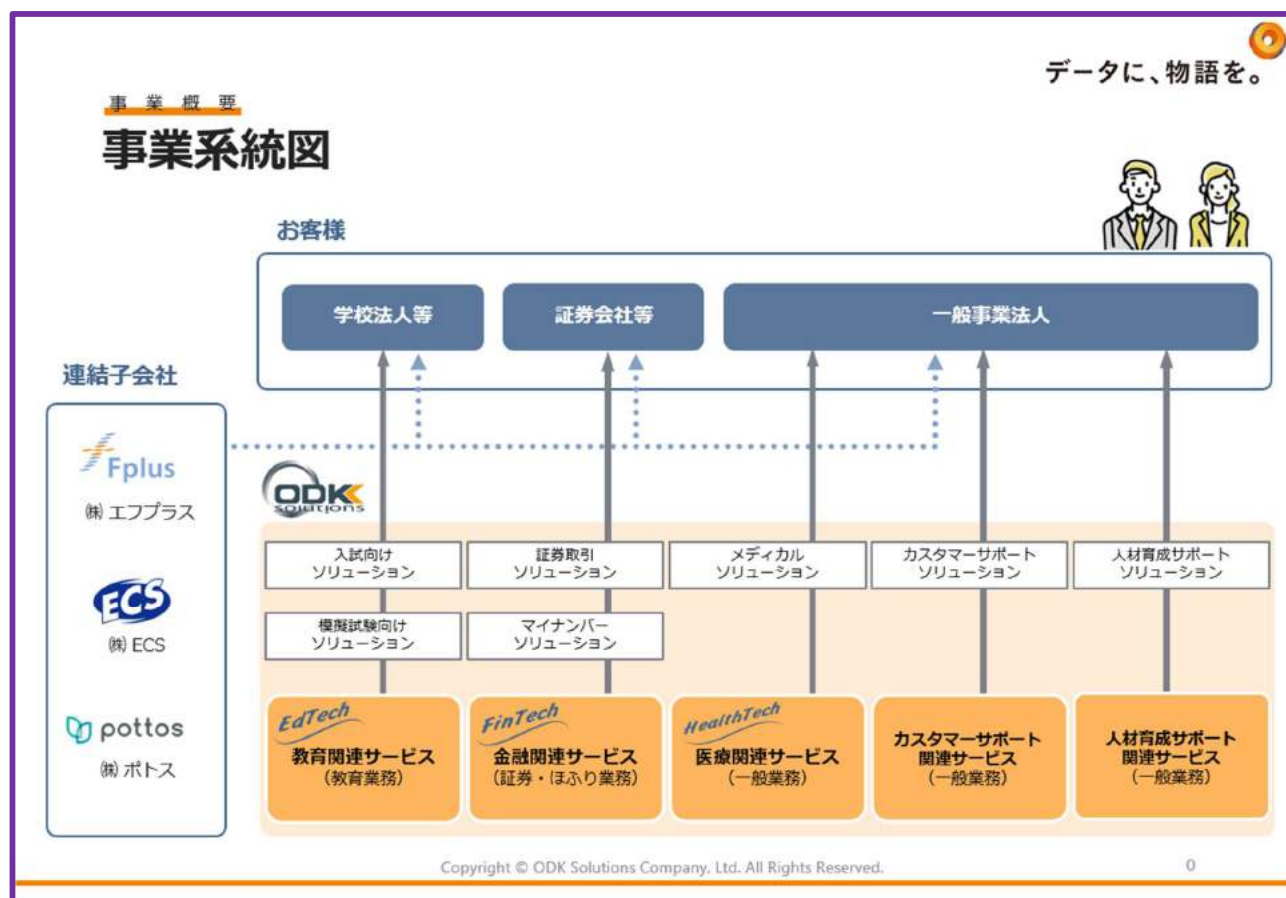 データに、物語を。
事業概要
事業系統図
お客様
学校法人等
証券会社等
一般事業法人
連結子会社
Fplus
㈱ エフプラス
ECS
㈱ ECS
pottos
㈱ ポトス
ODK
solutions
入試向け
ソリューション
証券取引
ソリューション
メディカル
ソリューション
カスタマーサポート
ソリューション
人材育成サポート
ソリューション
模擬試験向け
ソリューション
マイナンバー
ソリューション
EdTech
教育関連サービス
（教育業務）
FinTech
金融関連サービス
（証券・ほふり業務）
HealthTech
医療関連サービス
（一般業務）
カスタマーサポート
関連サービス
（一般業務）
人材育成サポート
関連サービス
（一般業務）
Copyright © ODK Solutions Company, Ltd. All Rights Reserved.
0